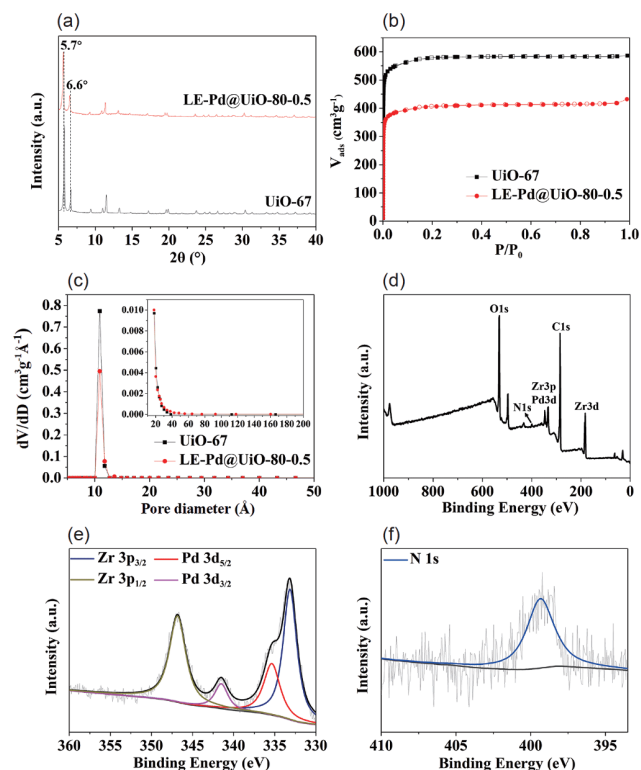 (a)
5.7°
6.6°
LE-Pd@UiO-80-0.5
UiO-67
Intensity (a.u.)
5 10 15 20 25 30 35 40
2θ (°)
(b)
600
500
400
300
200
100
0
V_ads (cm³g⁻¹)
UiO-67
LE-Pd@UiO-80-0.5
0.0 0.2 0.4 0.6 0.8 1.0
P/P₀
(c)
0.8
0.7
0.6
0.5
0.4
0.3
0.2
0.1
0.0
dV/dD (cm³g⁻¹Å⁻¹)
0.010
0.008
0.006
0.004
0.002
0.000
20 40 60 80 100 120 140 160 180 200
UiO-67
LE-Pd@UiO-80-0.5
0 10 20 30 40 50
Pore diameter (Å)
(d)
O1s
C1s
Zr3p
Pd3d
N1s
Zr3d
Intensity (a.u.)
1000 800 600 400 200 0
Binding Energy (eV)
(e)
Zr 3p₃/₂ Pd 3d₅/₂
Zr 3p₁/₂ Pd 3d₃/₂
Intensity (a.u.)
360 355 350 345 340 335 330
Binding Energy (eV)
(f)
N 1s
Intensity (a.u.)
410 405 400 395
Binding Energy (eV)